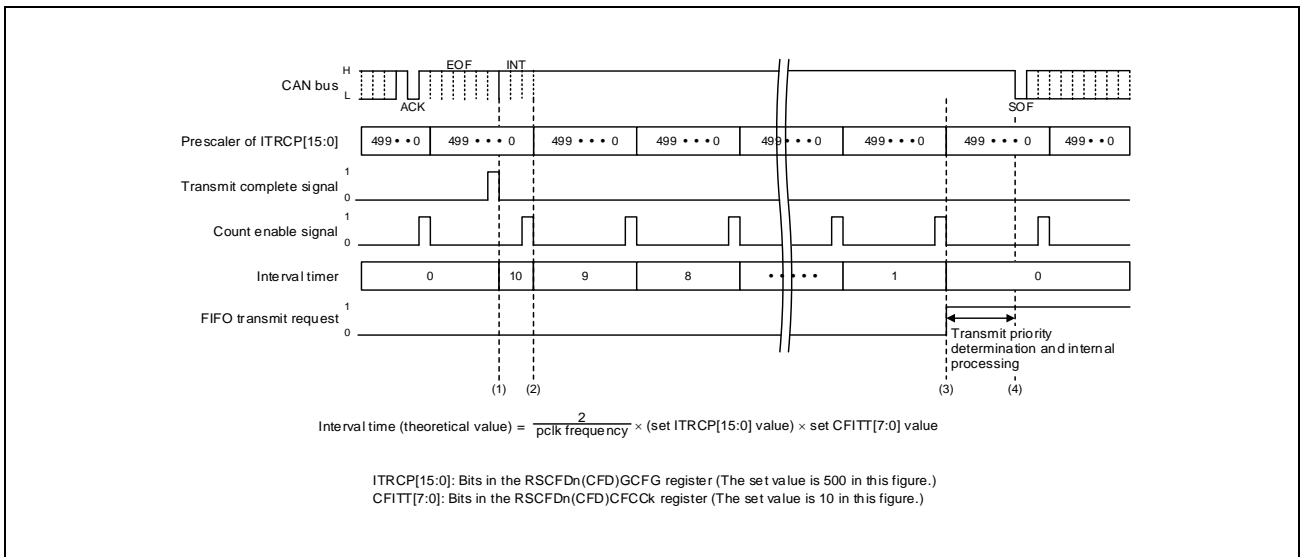 H
EOF
INT
CAN bus
L
ACK
SOF
Prescaler of ITRCP[15:0]
499••0
499•••0
499•••0
499•••0
499•••0
499•••0
499•••0
499••0
Transmit complete signal
1
0
Count enable signal
1
0
Interval timer
0
10
9
8
•••••
1
0
FIFO transmit request
1
0
Transmit priority
determination and internal
processing
(1)
(2)
(3)
(4)
Interval time (theoretical value) = 2 / pclk frequency × (set ITRCP[15:0] value) × set CFITT[7:0] value
ITRCP[15:0]: Bits in the RSCFDn(CFD)GCFG register (The set value is 500 in this figure.)
CFITT[7:0]: Bits in the RSCFDn(CFD)CFCCk register (The set value is 10 in this figure.)